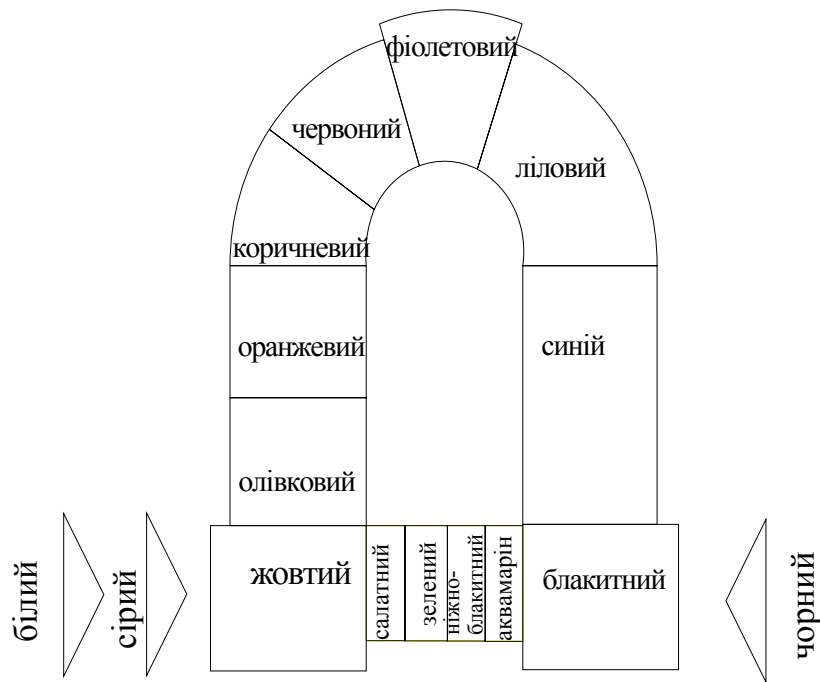 фіолетовий
червоний
ліловий
коричневий
оранжевий
синій
олівковий
білий
сірий
жовтий
салатний
зелений
ніжно-
блакитний
аквамарін
блакитний
чорний